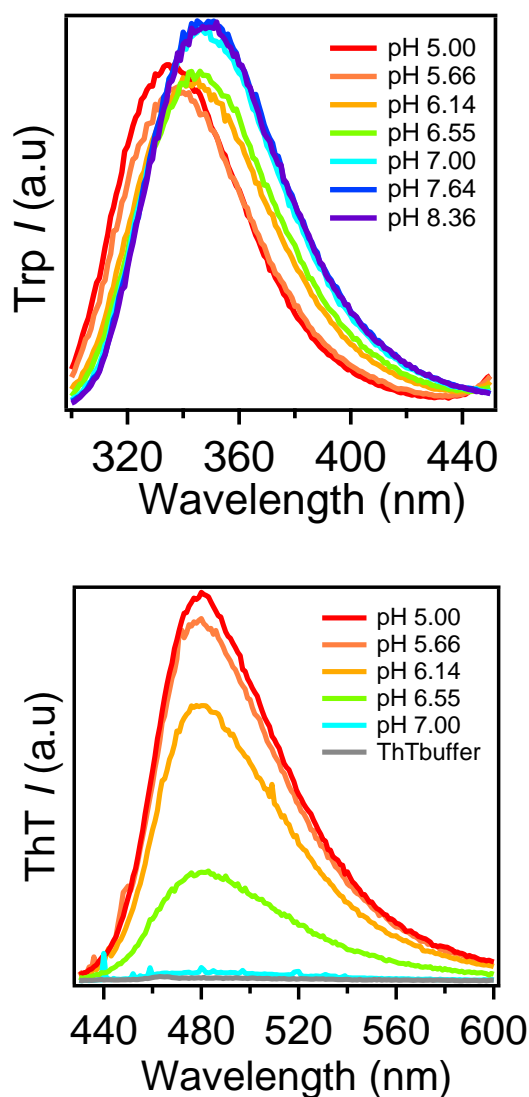 Trp I (a.u)
pH 5.00
pH 5.66
pH 6.14
pH 6.55
pH 7.00
pH 7.64
pH 8.36
320 360 400 440
Wavelength (nm)
ThT I (a.u)
pH 5.00
pH 5.66
pH 6.14
pH 6.55
pH 7.00
ThTbuffer
440 480 520 560 600
Wavelength (nm)